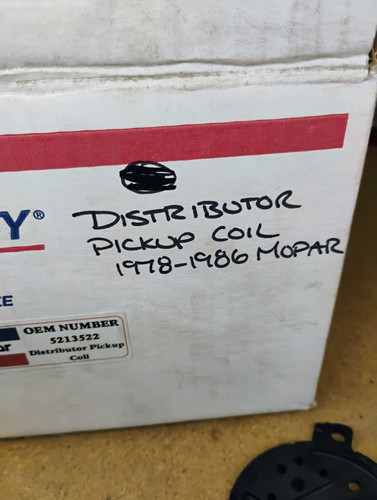 Y®
DISTRIBUTOR
PICKUP COIL
1978-1986 MOPAR
OEM NUMBER
5213522
Distributor Pickup
Coil